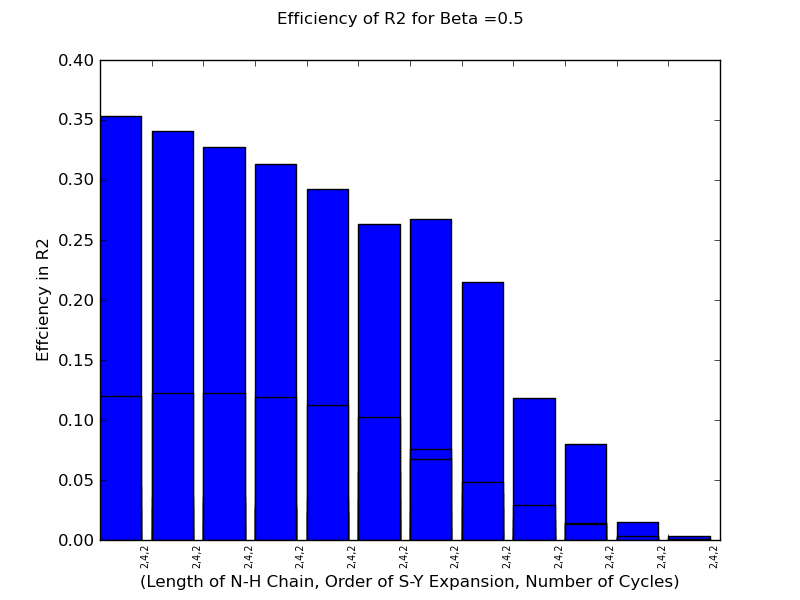 Efficiency of R2 for Beta =0.5
0.40
0.35
0.30
0.25
0.20
0.15
0.10
0.05
0.00
Effciency in R2
2,4,2 2,4,2 2,4,2 2,4,2 2,4,2 2,4,2 2,4,2 2,4,2 2,4,2 2,4,2 2,4,2 2,4,2
(Length of N-H Chain, Order of S-Y Expansion, Number of Cycles)